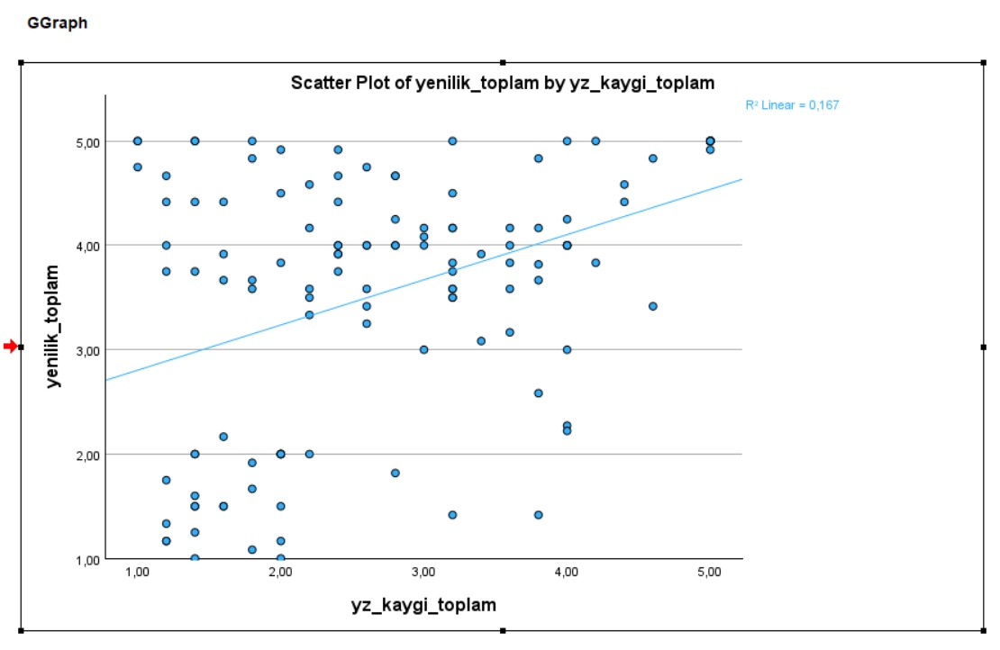 GGraph
Scatter Plot of yenilik_toplam by yz_kaygi_toplam
R² Linear = 0,167
5,00
4,00
3,00
2,00
1,00
yenilik_toplam
1,00 2,00 3,00 4,00 5,00
yz_kaygi_toplam